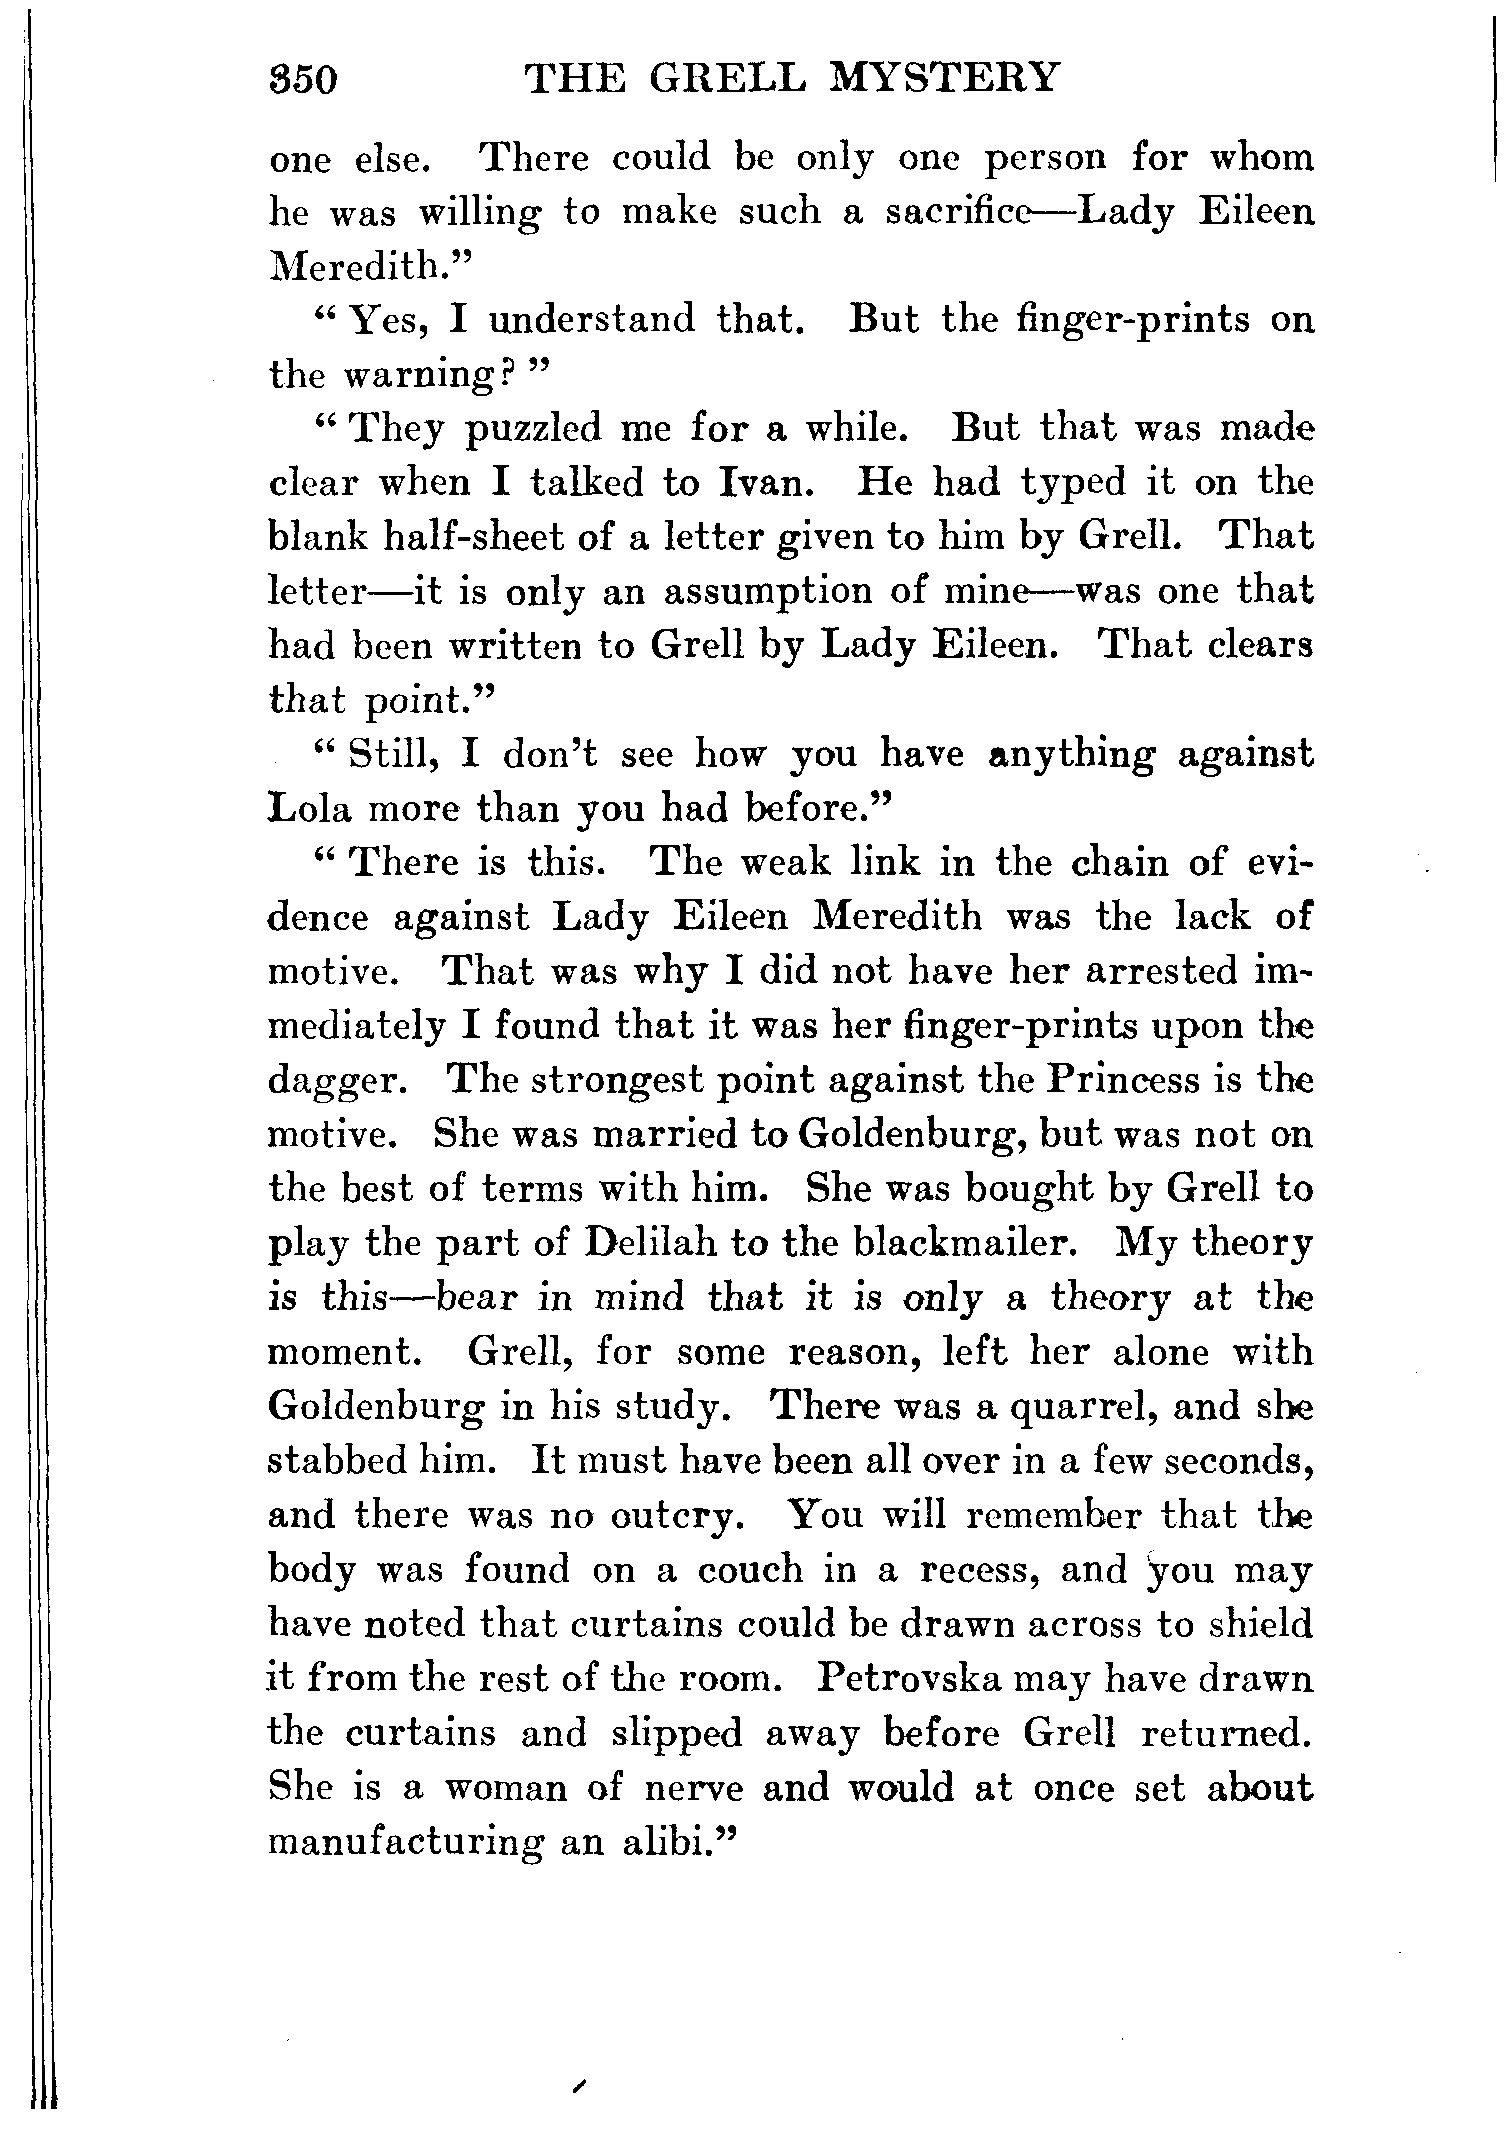 350 THE GRELL MYSTERY
one else. There could be only one person for whom
he was willing to make such a sacrifice—Lady Eileen
Meredith.”
“ Yes, I understand that. But the finger-prints on
the warning? ”
“ They puzzled me for a while. But that was made
clear when I talked to Ivan. He had typed it on the
blank half-sheet of a letter given to him by Grell. That
letter—it is only an assumption of mine—was one that
had been written to Grell by Lady Eileen. That clears
that point.”
“ Still, I don’t see how you have anything against
Lola more than you had before.”
“ There is this. The weak link in the chain of evi-
dence against Lady Eileen Meredith was the lack of
motive. That was why I did not have her arrested im-
mediately I found that it was her finger-prints upon the
dagger. The strongest point against the Princess is the
motive. She was married to Goldenburg, but was not on
the best of terms with him. She was bought by Grell to
play the part of Delilah to the blackmailer. My theory
is this—bear in mind that it is only a theory at the
moment. Grell, for some reason, left her alone with
Goldenburg in his study. There was a quarrel, and she
stabbed him. It must have been all over in a few seconds,
and there was no outcry. You will remember that the
body was found on a couch in a recess, and you may
have noted that curtains could be drawn across to shield
it from the rest of the room. Petrovska may have drawn
the curtains and slipped away before Grell returned.
She is a woman of nerve and would at once set about
manufacturing an alibi.”